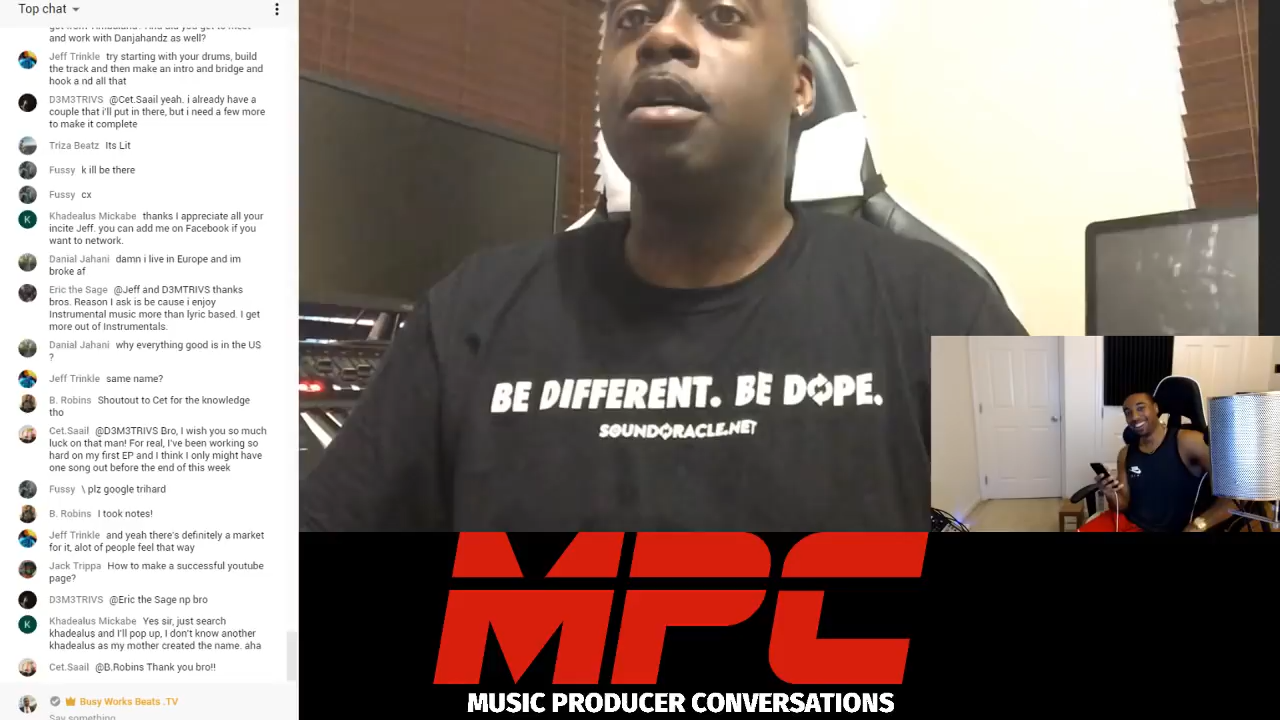 Top chat
and work with Danjahandz as well?
Jeff Trinkle try starting with your drums, build
the track and then make an intro and bridge and
hook a nd all that
D3M3TRIVS @Cet.Saail yeah. i already have a
couple that i'll put in there, but i need a few more
to make it complete
Triza Beatz Its Lit
Fussy k ill be there
Fussy cx
K
Khadealus Mickabe thanks I appreciate all your
incite Jeff. you can add me on Facebook if you
want to network.
Danial Jahani damn i live in Europe and im
broke af
Eric the Sage @Jeff and D3MTRIVS thanks
bros. Reason I ask is be cause i enjoy
Instrumental music more than lyric based. I get
more out of Instrumentals.
Danial Jahani why everything good is in the US
?
Jeff Trinkle same name?
B. Robins Shoutout to Cet for the knowledge
tho
Cet.Saail @D3M3TRIVS Bro, I wish you so much
luck on that man! For real, I've been working so
hard on my first EP and I think I only might have
one song out before the end of this week
Fussy \ plz google trihard
B. Robins I took notes!
Jeff Trinkle and yeah there's definitely a market
for it, alot of people feel that way
Jack Trippa How to make a successful youtube
page?
D3M3TRIVS @Eric the Sage np bro
K
Khadealus Mickabe Yes sir, just search
khadealus and I'll pop up, I don't know another
khadealus as my mother created the name. aha
Cet.Saail @B.Robins Thank you bro!!
Busy Works Beats .TV
Say something...
BE DIFFERENT. BE DOPE.
SOUNDORACLE.NET
MPC
MUSIC PRODUCER CONVERSATIONS